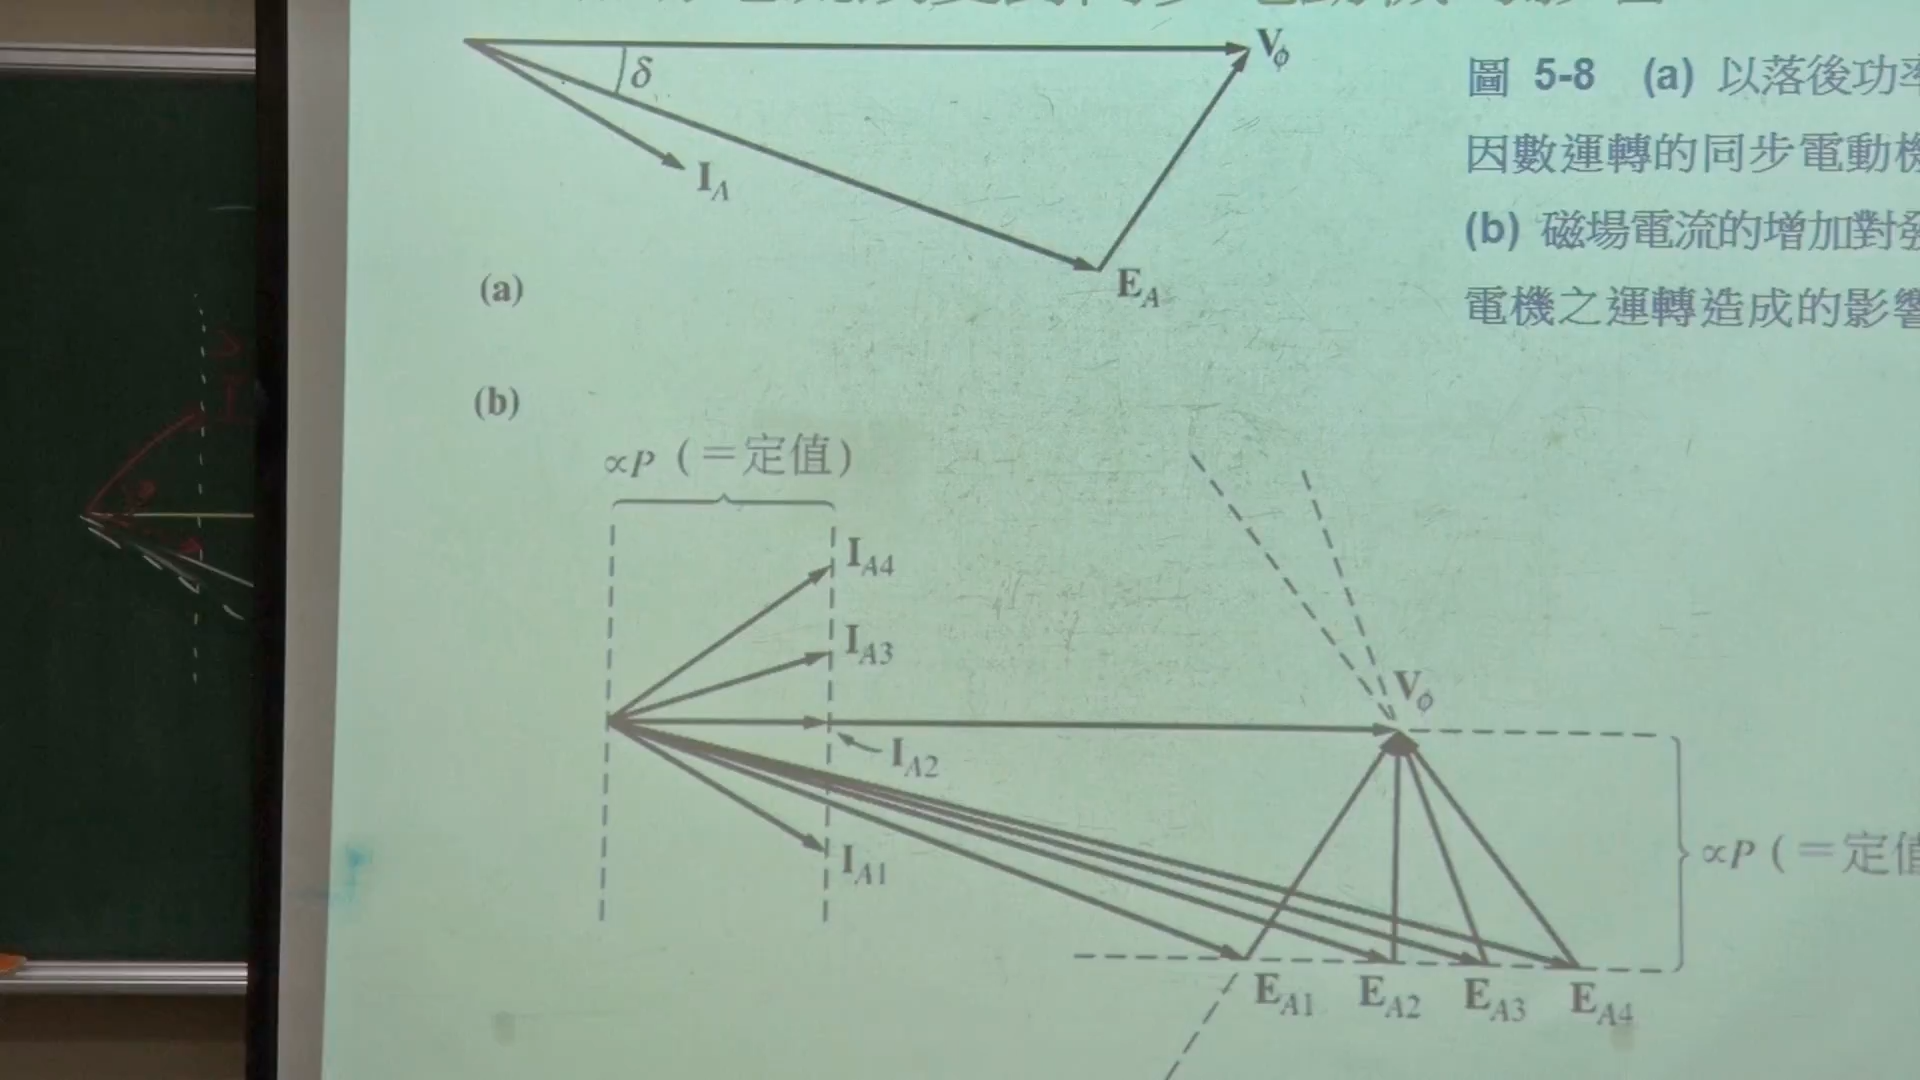 V_ϕ
δ
I_A
E_A
(a)
圖 5-8 (a) 以落後功率
因數運轉的同步電動機
(b) 磁場電流的增加對發
電機之運轉造成的影響
(b)
∝P (=定值)
I_A4
I_A3
V_ϕ
I_A2
I_A1
∝P (=定值
E_A1 E_A2 E_A3 E_A4